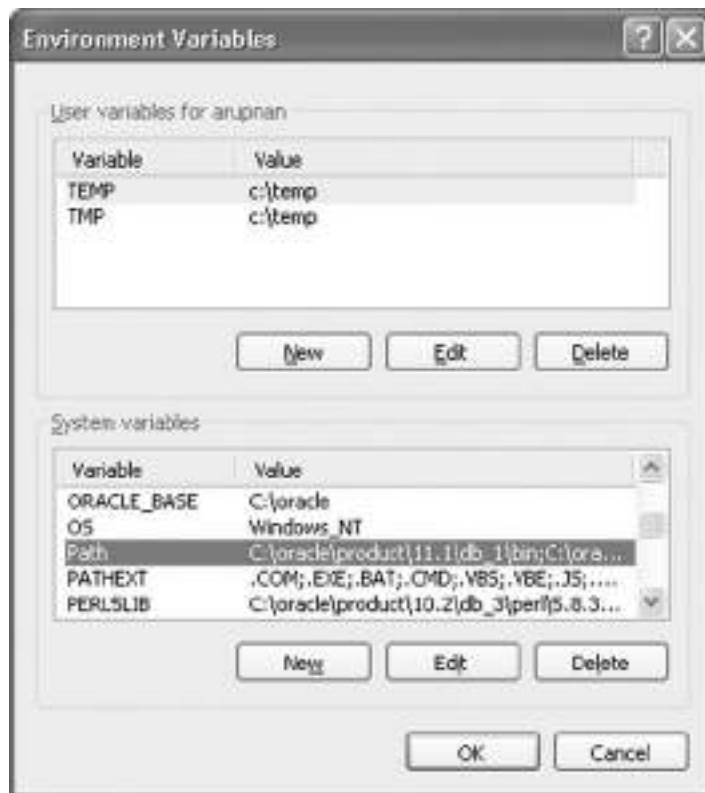 Environment Variables
User variables for arupnan
Variable Value
TEMP c:\temp
TMP c:\temp
New Edit Delete
System variables
Variable Value
ORACLE_BASE C:\oracle
OS Windows_NT
Path C:\oracle\product\11.1\db_1\bin;C:\ora...
PATHEXT .COM;.EXE;.BAT;.CMD;.VBS;.VBE;.JS;....
PERL5LIB C:\oracle\product\10.2\db_3\perl\5.8.3...
New Edit Delete
OK Cancel